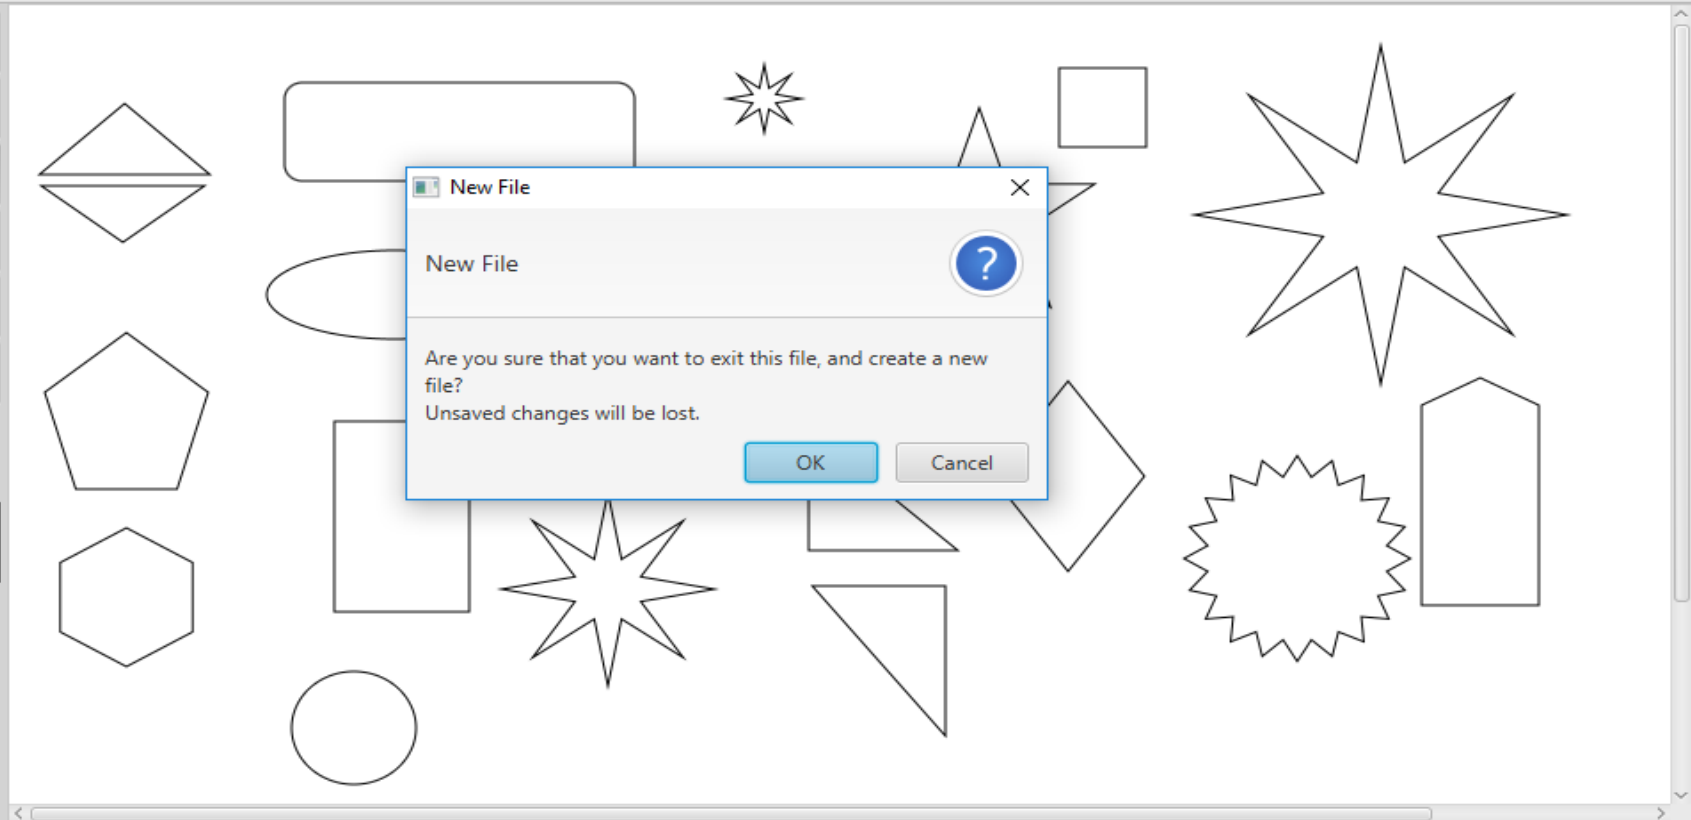 New File
New File
?
Are you sure that you want to exit this file, and create a new
file?
Unsaved changes will be lost.
OK Cancel